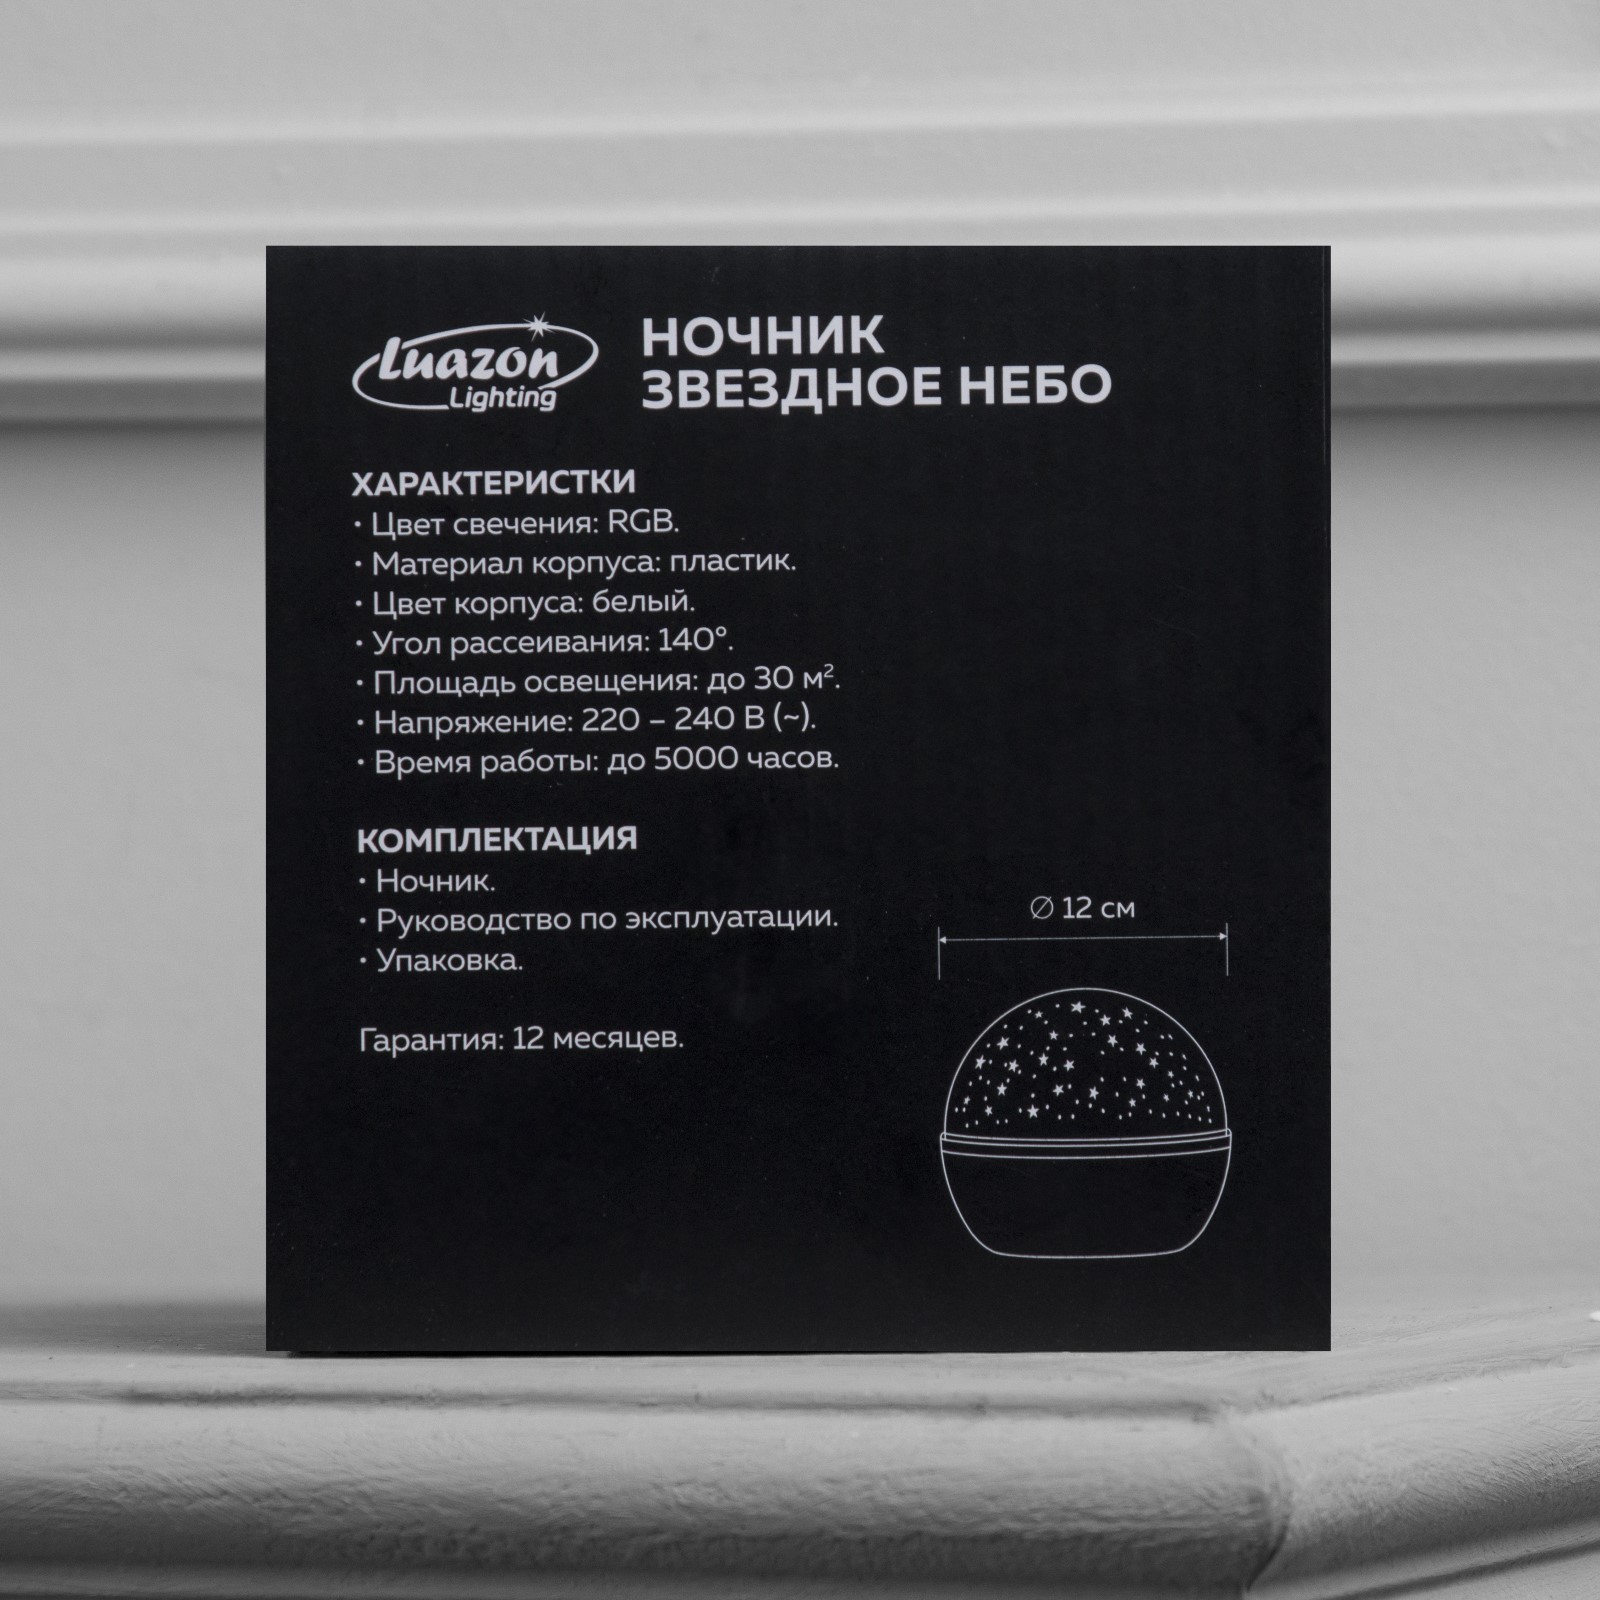 Luazon
Lighting
НОЧНИК
ЗВЕЗДНОЕ НЕБО
ХАРАКТЕРИСТКИ
• Цвет свечения: RGB.
• Материал корпуса: пластик.
• Цвет корпуса: белый.
• Угол рассеивания: 140°.
• Площадь освещения: до 30 м².
• Напряжение: 220 – 240 В (~).
• Время работы: до 5000 часов.
КОМПЛЕКТАЦИЯ
• Ночник.
• Руководство по эксплуатации.
• Упаковка.
Гарантия: 12 месяцев.
∅ 12 см